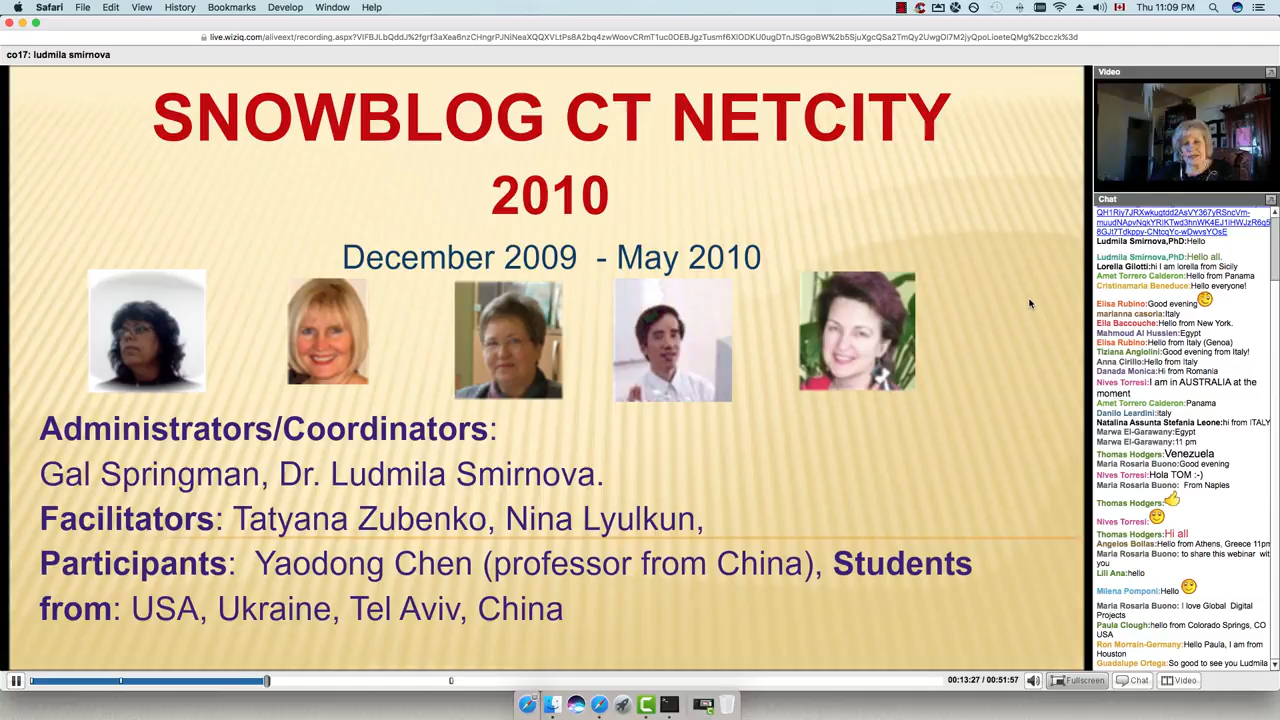 Safari File Edit View History Bookmarks Develop Window Help Thu 11:09 PM
co17: ludmila smirnova
SNOWBLOG CT NETCITY
2010
December 2009 - May 2010
Administrators/Coordinators:
Gal Springman, Dr. Ludmila Smirnova.
Facilitators: Tatyana Zubenko, Nina Lyulkun,
Participants: Yaodong Chen (professor from China), Students
from: USA, Ukraine, Tel Aviv, China
Video
Chat
Ludmila Smirnova,PhD:Hello
Ludmila Smirnova,PhD:Hello all.
Lorella Gilotti:hi I am lorella from Sicily
Amet Torrero Calderon:Hello from Panama
Cristinamaria Beneduce:Hello everyone!
Elisa Rubino:Good evening
marianna casoria:Italy
Ella Baccouche:Hello from New York.
Mahmoud Al Hussien:Egypt
Elisa Rubino:Hello from Italy (Genoa)
Tiziana Angiolini:Good evening from Italy!
Anna Cirillo:Hello from Italy
Danada Monica:Hi from Romania
Nives Torresi:I am in AUSTRALIA at the
moment
Amet Torrero Calderon:Panama
Danilo Leardini:italy
Natalina Assunta Stefania Leone:hi from ITALY
Marwa El-Garawany:Egypt
Marwa El-Garawany:11 pm
Thomas Hodgers:Venezuela
Maria Rosaria Buono:Good evening
Nives Torresi:Hola TOM :-)
Maria Rosaria Buono: From Naples
Thomas Hodgers:
Nives Torresi:
Thomas Hodgers:Hi all
Angelos Bollas:Hello from Athens, Greece 11pm
Maria Rosaria Buono: to share this webinar wit
you
Lili Ana:hello
Milena Pomponi:Hello
Maria Rosaria Buono: I love Global Digital
Projects
Paula Clough:hello from Colorado Springs, CO
USA
Ron Morrain-Germany:Hello Paula, I am from
Houston
Guadalupe Ortega:So good to see you Ludmila
00:13:27 / 00:51:57 Fullscreen Chat Video